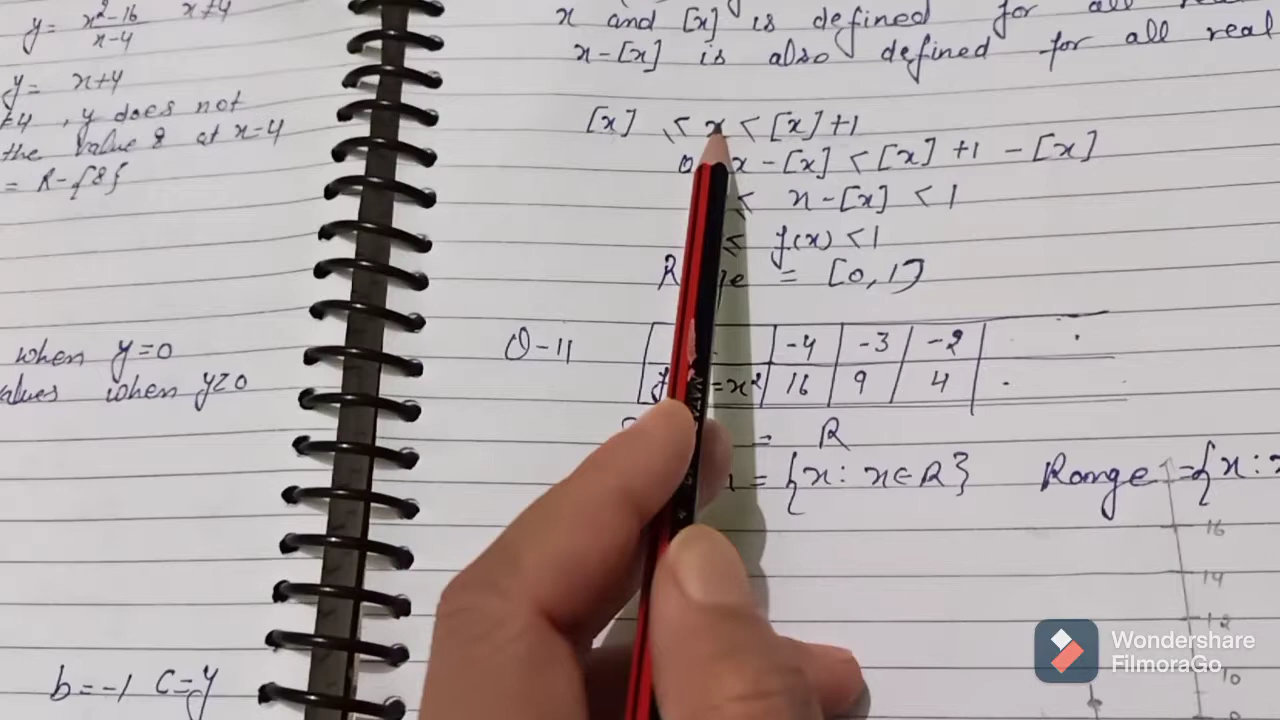 y = x²-16 / x-4 x≠4
y = x+4
≠4, y does not
the value 8 at x=4
= R-{8}
when y=0
values when y≥0
b=-1 C=y
x and [x] is defined for all
x-[x] is also defined for all real
[x] ≤ x < [x]+1
0 x-[x] < [x]+1-[x]
≤ x-[x] < 1
≤ f(x) < 1
Range = [0,1)
Q-11
-4 -3 -2 .
=x² 16 9 4 .
= R
= {x: x∈R} Range = {x:
16
14
12
10
Wondershare
FilmoraGo